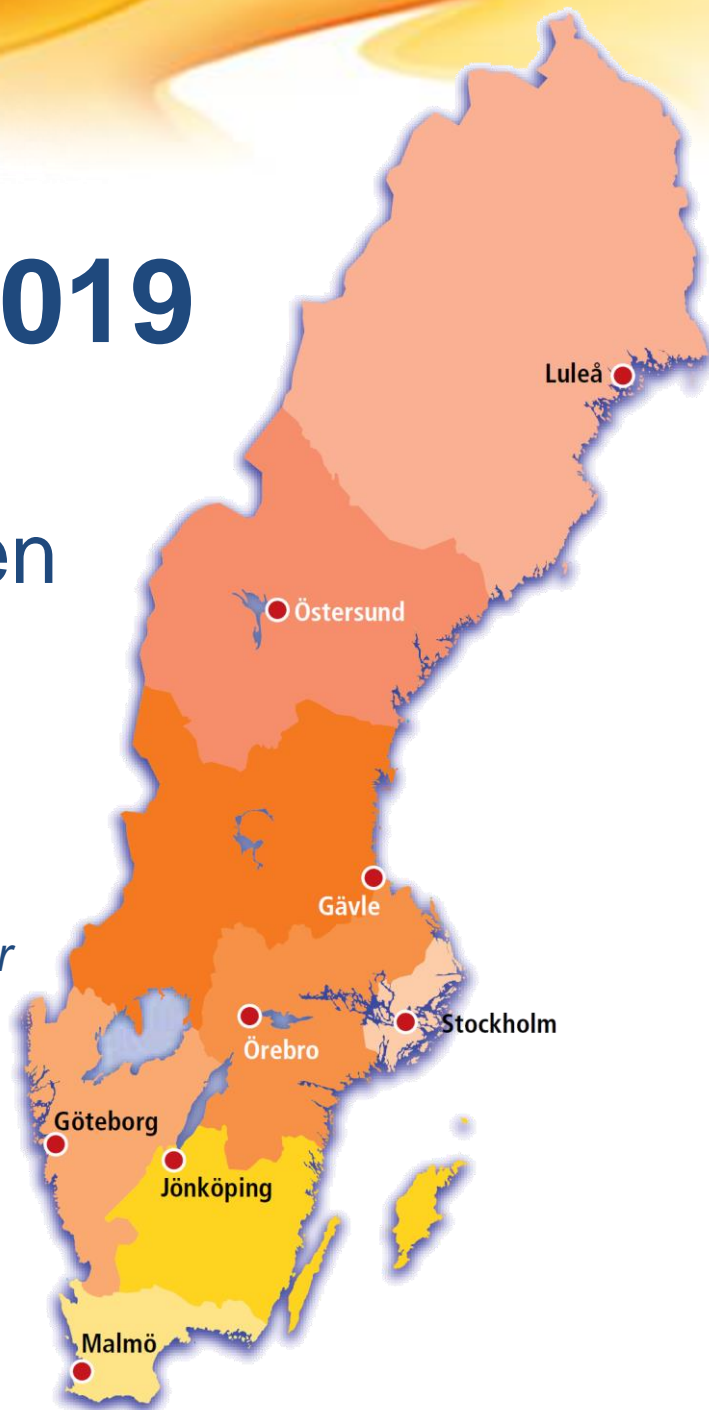 019
Luleå
en
Östersund
Gävle
r
Stockholm
Örebro
Göteborg
Jönköping
Malmö